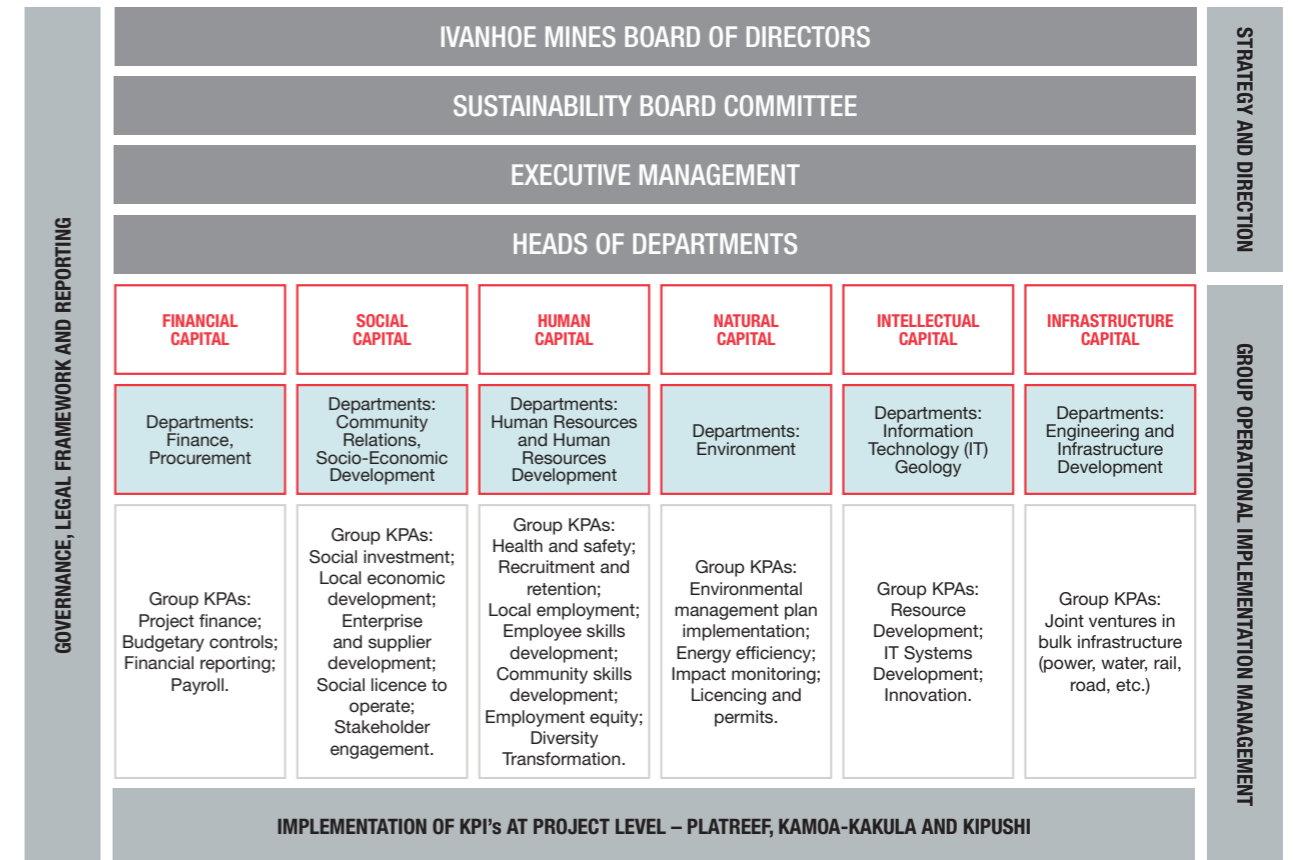 IVANHOE MINES BOARD OF DIRECTORS
SUSTAINABILITY BOARD COMMITTEE
EXECUTIVE MANAGEMENT
HEADS OF DEPARTMENTS
GOVERNANCE, LEGAL FRAMEWORK AND REPORTING
STRATEGY AND DIRECTION
GROUP OPERATIONAL IMPLEMENTATION MANAGEMENT
FINANCIAL
CAPITAL
SOCIAL
CAPITAL
HUMAN
CAPITAL
NATURAL
CAPITAL
INTELLECTUAL
CAPITAL
INFRASTRUCTURE
CAPITAL
Departments:
Finance,
Procurement
Departments:
Community
Relations,
Socio-Economic
Development
Departments:
Human Resources
and Human
Resources
Development
Departments:
Environment
Departments:
Information
Technology (IT)
Geology
Departments:
Engineering and
Infrastructure
Development
Group KPAs:
Project finance;
Budgetary controls;
Financial reporting;
Payroll.
Group KPAs:
Social investment;
Local economic
development;
Enterprise
and supplier
development;
Social licence to
operate;
Stakeholder
engagement.
Group KPAs:
Health and safety;
Recruitment and
retention;
Local employment;
Employee skills
development;
Community skills
development;
Employment equity;
Diversity
Transformation.
Group KPAs:
Environmental
management plan
implementation;
Energy efficiency;
Impact monitoring;
Licencing and
permits.
Group KPAs:
Resource
Development;
IT Systems
Development;
Innovation.
Group KPAs:
Joint ventures in
bulk infrastructure
(power, water, rail,
road, etc.)
IMPLEMENTATION OF KPI's AT PROJECT LEVEL – PLATREEF, KAMOA-KAKULA AND KIPUSHI